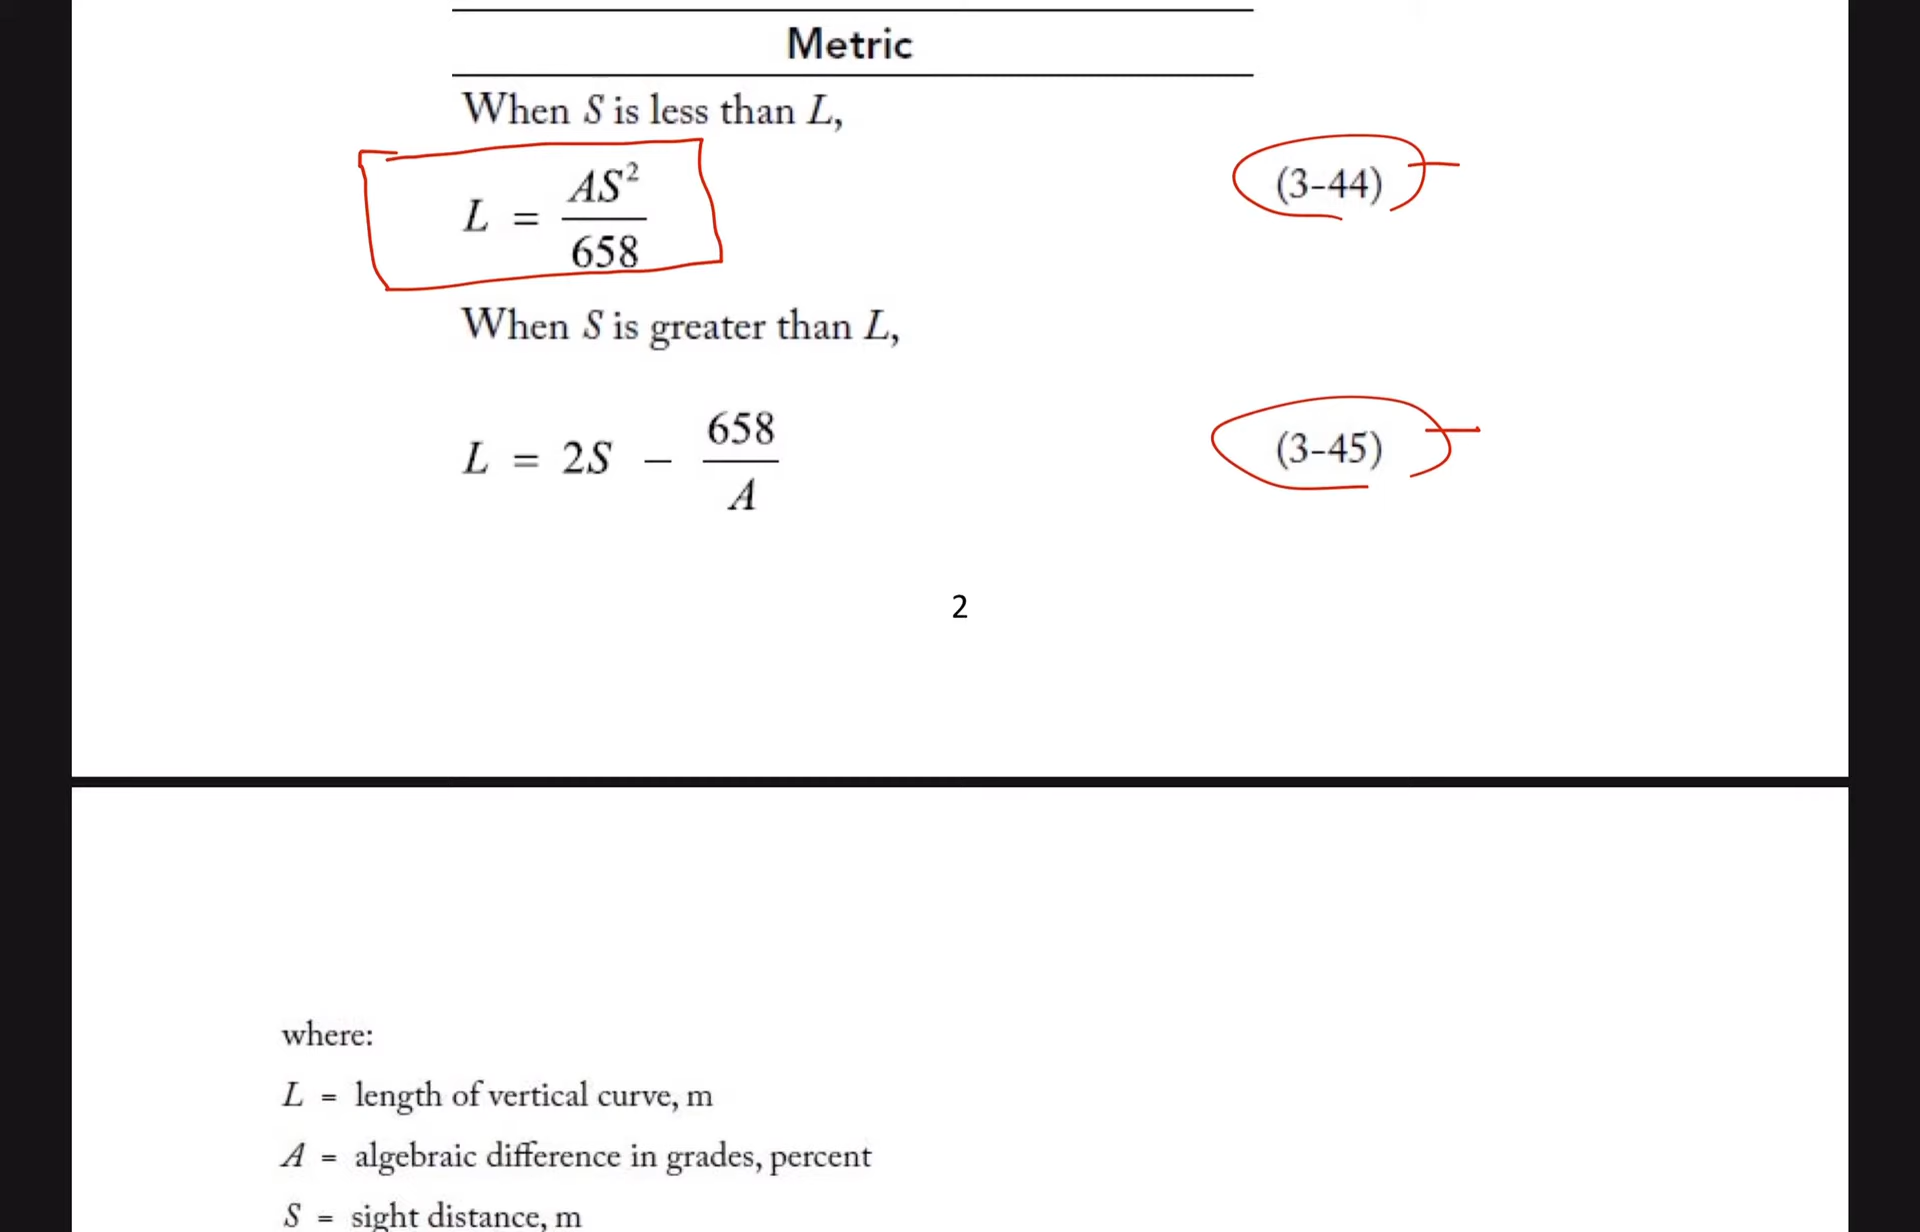 Metric
When S is less than L,
L = AS² / 658 (3-44)
When S is greater than L,
L = 2S − 658 / A (3-45)
2
where:
L = length of vertical curve, m
A = algebraic difference in grades, percent
S = sight distance, m